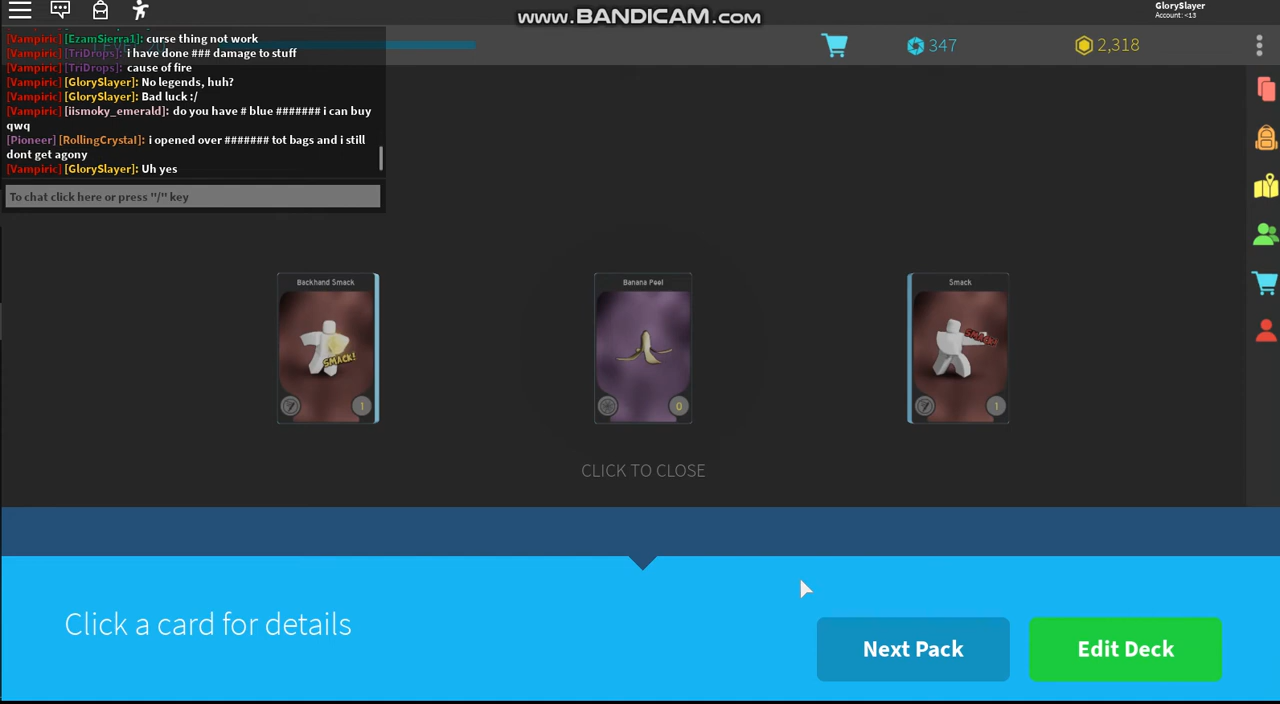 www.BANDICAM.com
GlorySlayer
Account: <13
[Vampiric] [EzamSierra1]: curse thing not work
[Vampiric] [TriDrops]: i have done ### damage to stuff
[Vampiric] [TriDrops]: cause of fire
[Vampiric] [GlorySlayer]: No legends, huh?
[Vampiric] [GlorySlayer]: Bad luck :/
[Vampiric] [iismoky_emerald]: do you have # blue ####### i can buy
qwq
[Pioneer] [RollingCrystal]: i opened over ####### tot bags and i still
dont get agony
[Vampiric] [GlorySlayer]: Uh yes
To chat click here or press "/" key
347
2,318
Backhand Smack
SMACK!
1
Banana Peel
0
Smack
SMACK!
1
CLICK TO CLOSE
Click a card for details
Next Pack
Edit Deck